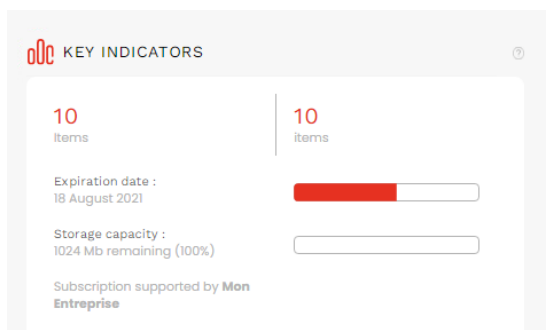 KEY INDICATORS
?
10
Items
10
items
Expiration date :
18 August 2021
Storage capacity :
1024 Mb remaining (100%)
Subscription supported by Mon
Entreprise